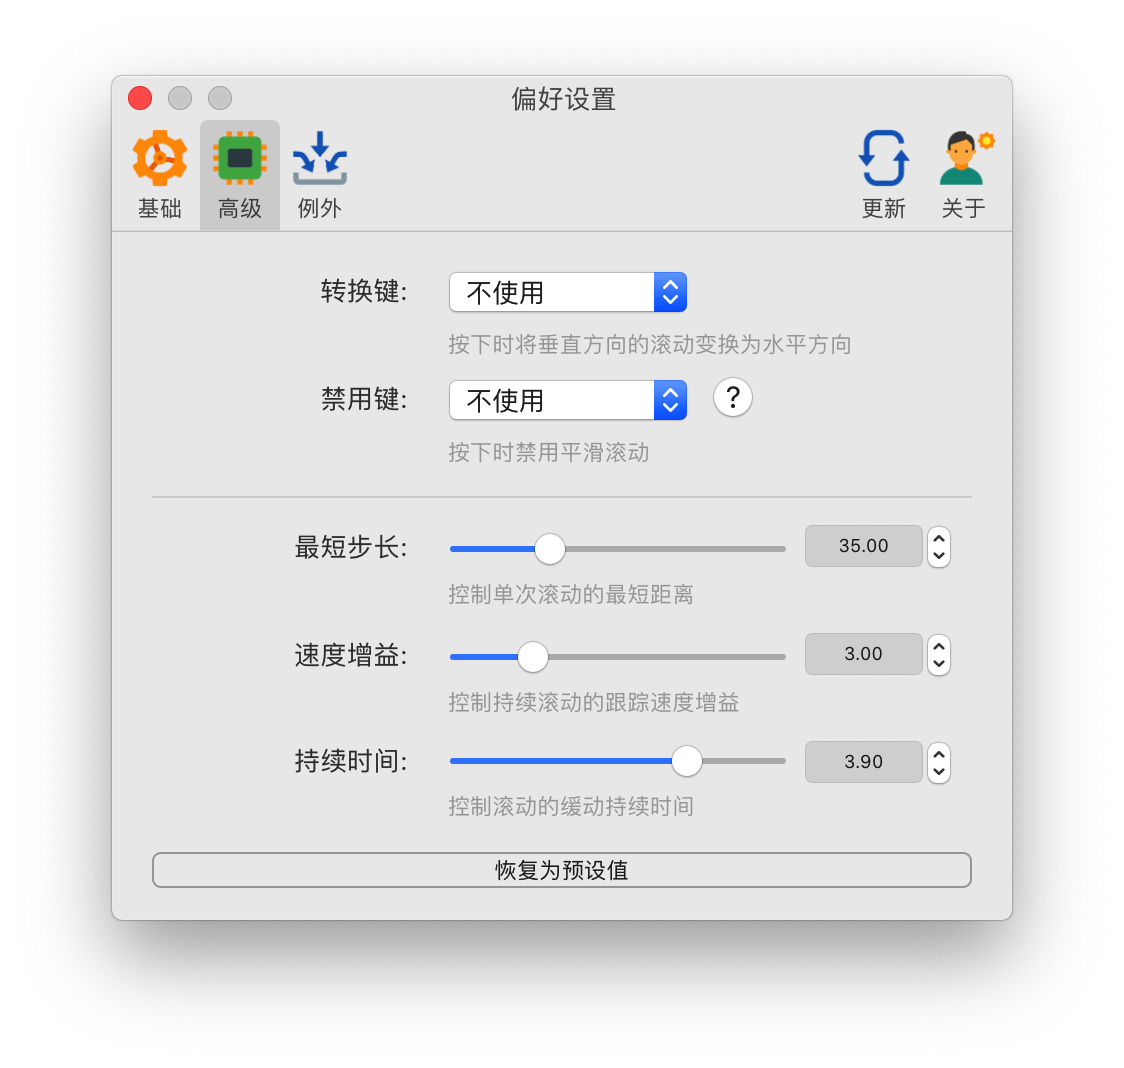 偏好设置
基础
高级
例外
更新
关于
转换键:
不使用
按下时将垂直方向的滚动变换为水平方向
禁用键:
不使用
?
按下时禁用平滑滚动
最短步长:
35.00
控制单次滚动的最短距离
速度增益:
3.00
控制持续滚动的跟踪速度增益
持续时间:
3.90
控制滚动的缓动持续时间
恢复为预设值